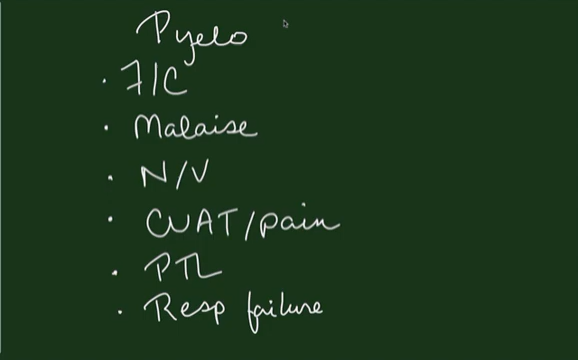 Pyelo
· F/C
· Malaise
· N/V
· CVAT/pain
· PTL
· Resp failure